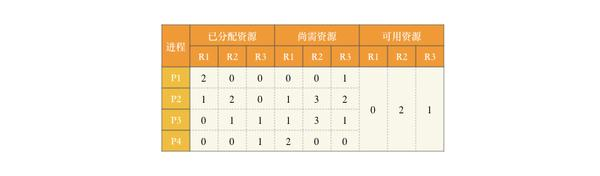 进程 已分配资源 尚需资源 可用资源
R1 R2 R3 R1 R2 R3 R1 R2 R3
P1 2 0 0 0 0 1
P2 1 2 0 1 3 2
0 2 1
P3 0 1 1 1 3 1
P4 0 0 1 2 0 0